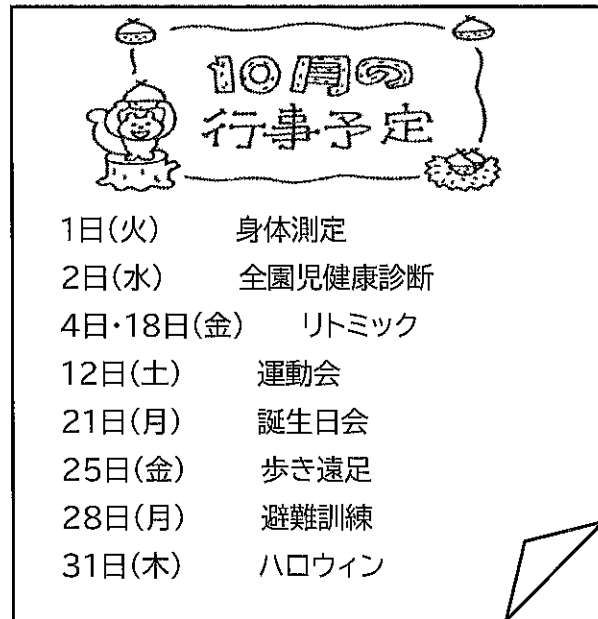 10月の
行事予定
1日(火) 身体測定
2日(水) 全園児健康診断
4日・18日(金) リトミック
12日(土) 運動会
21日(月) 誕生日会
25日(金) 歩き遠足
28日(月) 避難訓練
31日(木) ハロウィン